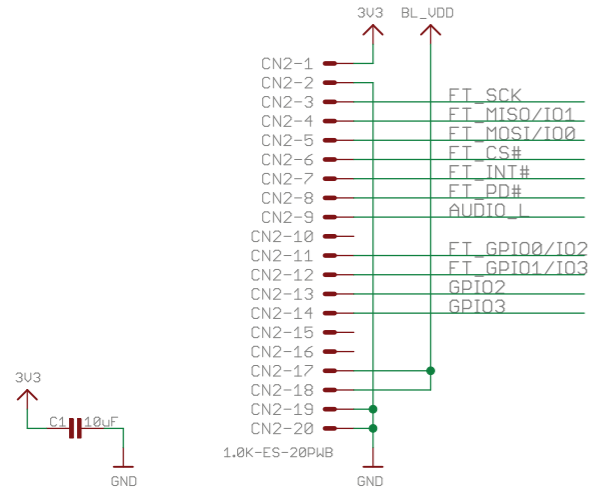 3V3 BL_VDD
CN2-1
CN2-2
CN2-3 FT_SCK
CN2-4 FT_MISO/IO1
CN2-5 FT_MOSI/IO0
CN2-6 FT_CS#
CN2-7 FT_INT#
CN2-8 FT_PD#
CN2-9 AUDIO_L
CN2-10
CN2-11 FT_GPIO0/IO2
CN2-12 FT_GPIO1/IO3
CN2-13 GPIO2
CN2-14 GPIO3
CN2-15
CN2-16
CN2-17
CN2-18
CN2-19
CN2-20
1.0K-ES-20PWB
GND
3V3
C1 10uF
GND